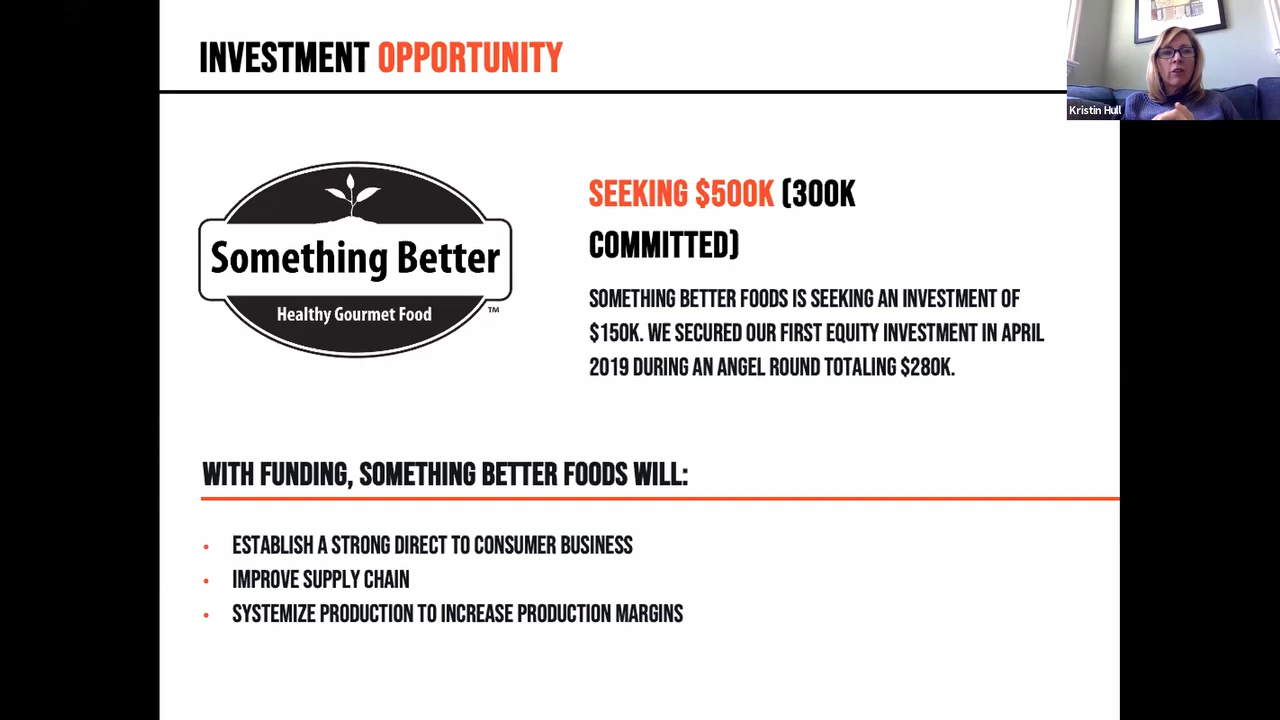 INVESTMENT OPPORTUNITY
Kristin Hull
Something Better
Healthy Gourmet Food
™
SEEKING $500K (300K
COMMITTED)
SOMETHING BETTER FOODS IS SEEKING AN INVESTMENT OF
$150K. WE SECURED OUR FIRST EQUITY INVESTMENT IN APRIL
2019 DURING AN ANGEL ROUND TOTALING $280K.
WITH FUNDING, SOMETHING BETTER FOODS WILL:
• ESTABLISH A STRONG DIRECT TO CONSUMER BUSINESS
• IMPROVE SUPPLY CHAIN
• SYSTEMIZE PRODUCTION TO INCREASE PRODUCTION MARGINS